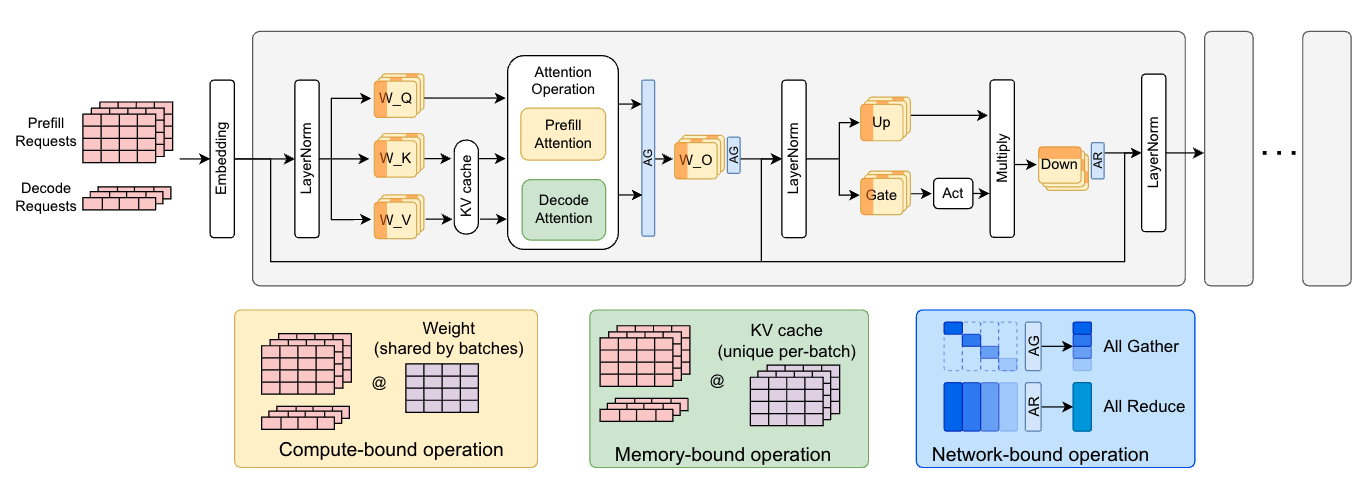 Prefill
Requests
Decode
Requests
Embedding
LayerNorm
W_Q
W_K
W_V
KV cache
Attention
Operation
Prefill
Attention
Decode
Attention
AG
W_O
AG
LayerNorm
Up
Gate
Act
Multiply
Down
AR
LayerNorm
...
Weight
(shared by batches)
@
Compute-bound operation
KV cache
(unique per-batch)
@
Memory-bound operation
AG
All Gather
AR
All Reduce
Network-bound operation